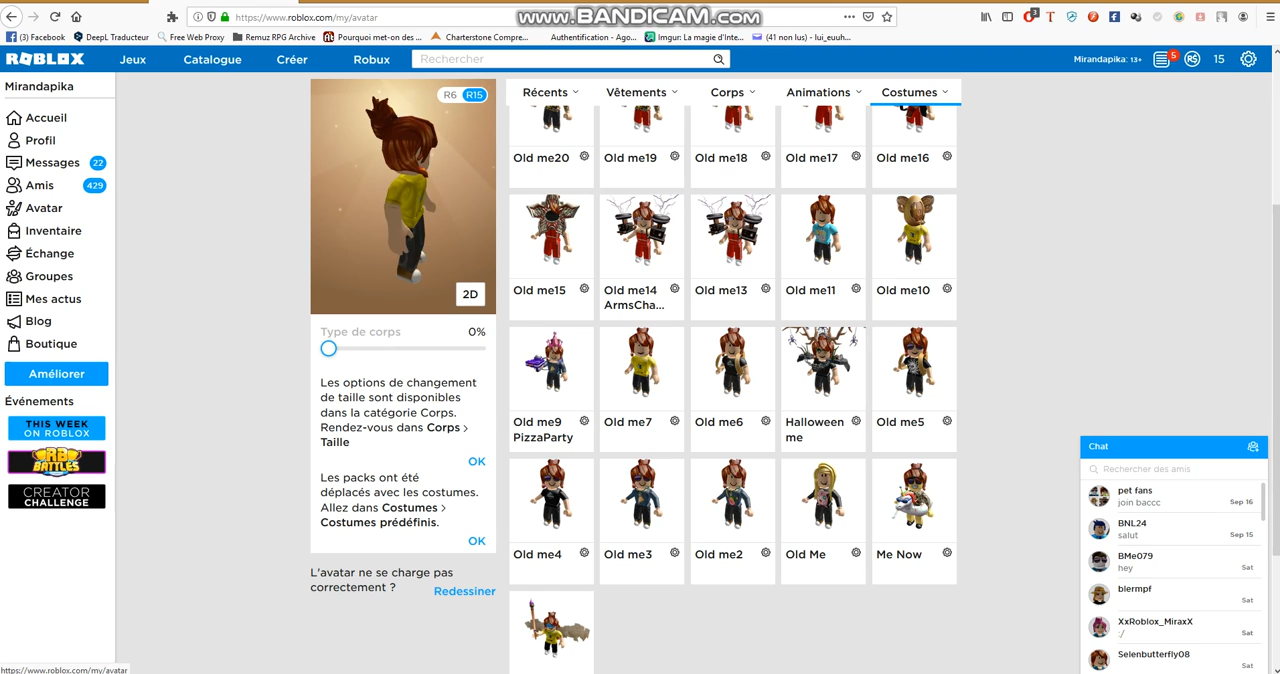 https://www.roblox.com/my/avatar
www.BANDICAM.com
3
(3) Facebook
DeepL Traducteur
Free Web Proxy
Remuz RPG Archive
Pourquoi met-on des ...
Charterstone Compre...
Authentification - Ago...
Imgur: La magie d'Inte...
(41 non lus) - lui_euuh...
ROBLOX
Jeux
Catalogue
Créer
Robux
Rechercher
Mirandapika: 13+
5
R$
15
Mirandapika
Accueil
Profil
Messages 22
Amis 429
Avatar
Inventaire
Échange
Groupes
Mes actus
Blog
Boutique
Améliorer
Événements
THIS WEEK
ON ROBLOX
RB
BATTLES
CREATOR
CHALLENGE
R6 R15
2D
Type de corps 0%
Les options de changement
de taille sont disponibles
dans la catégorie Corps.
Rendez-vous dans Corps >
Taille
OK
Les packs ont été
déplacés avec les costumes.
Allez dans Costumes >
Costumes prédéfinis.
OK
L'avatar ne se charge pas
correctement ?
Redessiner
Récents
Vêtements
Corps
Animations
Costumes
Old me20
Old me19
Old me18
Old me17
Old me16
Old me15
Old me14
ArmsCha...
Old me13
Old me11
Old me10
Old me9
PizzaParty
Old me7
Old me6
Halloween
me
Old me5
Old me4
Old me3
Old me2
Old Me
Me Now
Chat
Rechercher des amis
pet fans
join baccc
Sep 16
BNL24
salut
Sep 15
BMe079
hey
Sat
blermpf
Sat
XxRoblox_MiraxX
:/
Sat
Selenbutterfly08
Sat
https://www.roblox.com/my/avatar